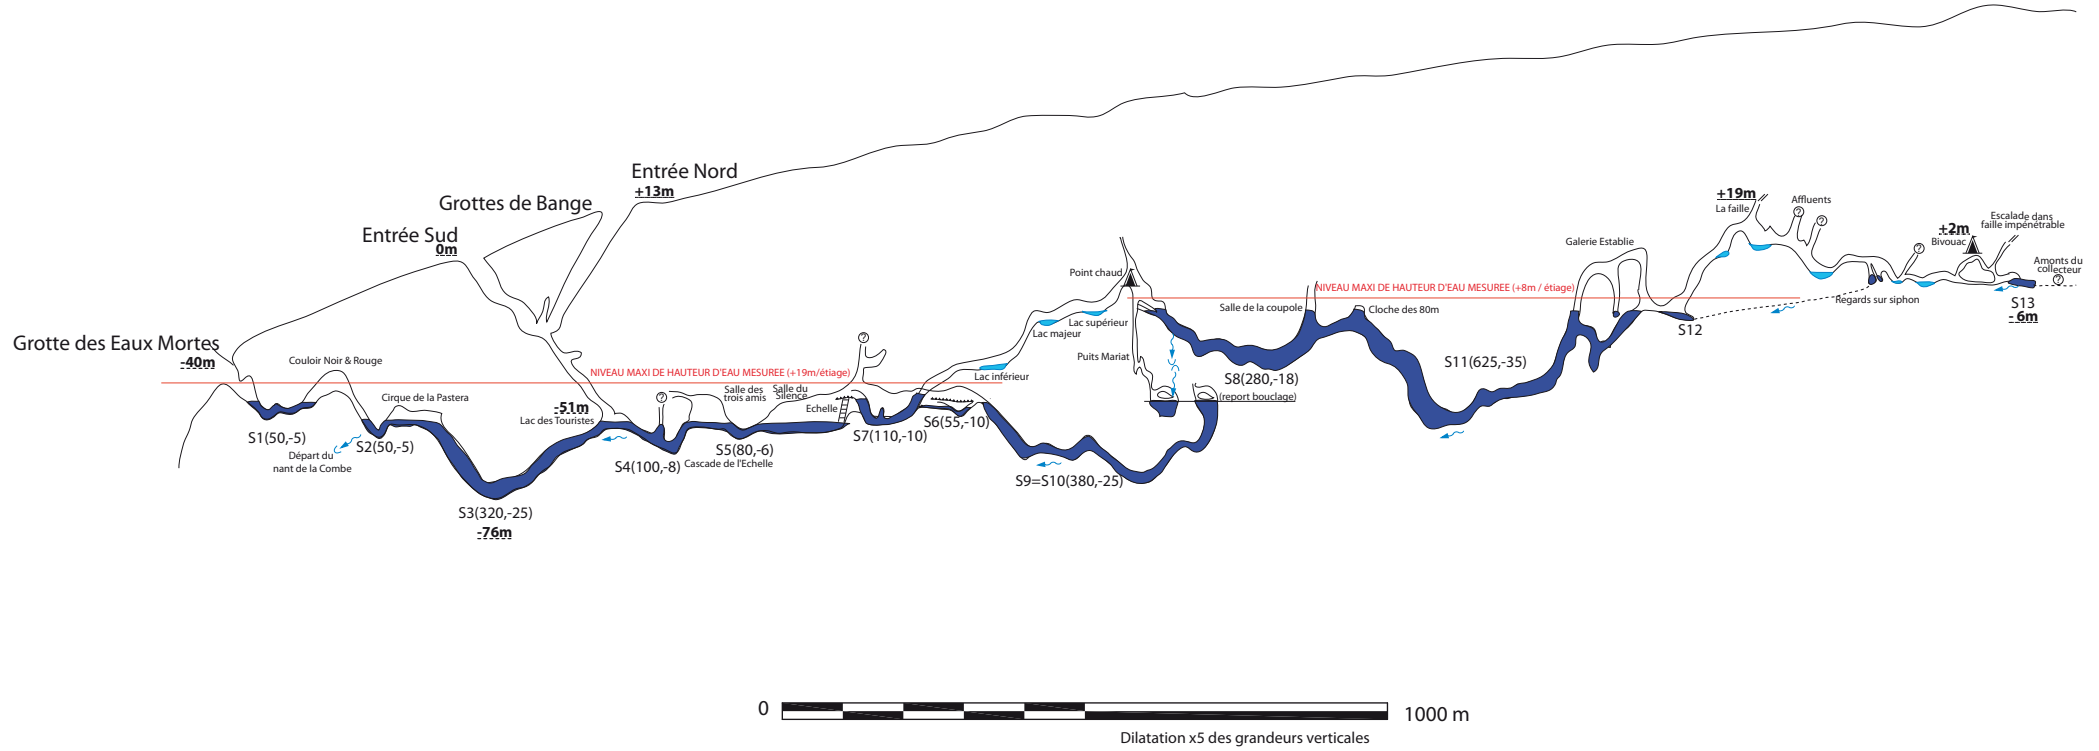 Entrée Nord
+13m
Grottes de Bange
Entrée Sud
0m
Grotte des Eaux Mortes
-40m
Couloir Noir & Rouge
Cirque de la Pastera
S1(50,-5)
Départ du
nant de la Combe
S2(50,-5)
S3(320,-25)
-76m
-51m
Lac des Touristes
NIVEAU MAXI DE HAUTEUR D'EAU MESUREE (+19m/étiage)
?
S4(100,-8)
Salle des
trois amis
Salle du
Silence
S5(80,-6)
Cascade de l'Echelle
Echelle
?
S7(110,-10)
S6(55,-10)
Lac inférieur
Lac majeur
Lac supérieur
Point chaud
Puits Mariat
S9=S10(380,-25)
S8(280,-18)
(report bouclage)
Salle de la coupole
NIVEAU MAXI DE HAUTEUR D'EAU MESUREE (+8m / étiage)
Cloche des 80m
S11(625,-35)
Galerie Establie
S12
+19m
La faille
Affluents
?
?
Regards sur siphon
?
+2m
Bivouac
Escalade dans
faille impénétrable
Amonts du
collecteur
?
S13
- 6m
0
1000 m
Dilatation x5 des grandeurs verticales